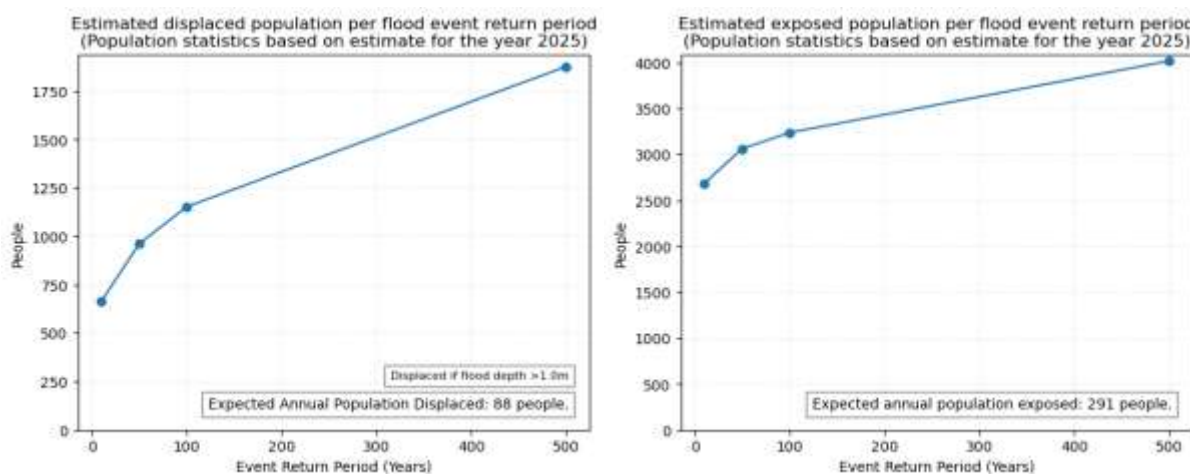 Estimated displaced population per flood event return period
(Population statistics based on estimate for the year 2025)
1750
1500
1250
1000
750
500
250
0
People
Displaced if flood depth >1.0m
Expected Annual Population Displaced: 88 people.
0 100 200 300 400 500
Event Return Period (Years)
Estimated exposed population per flood event return period
(Population statistics based on estimate for the year 2025)
4000
3500
3000
2500
2000
1500
1000
500
0
People
Expected annual population exposed: 291 people.
0 100 200 300 400 500
Event Return Period (Years)